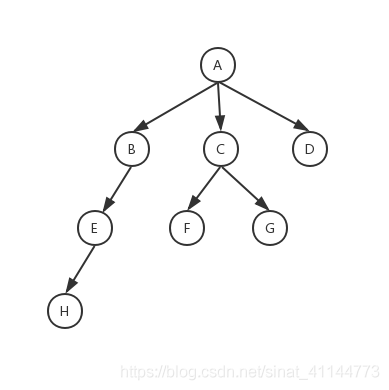 A
B C D
E F G
H
https://blog.csdn.net/sinat_41144773